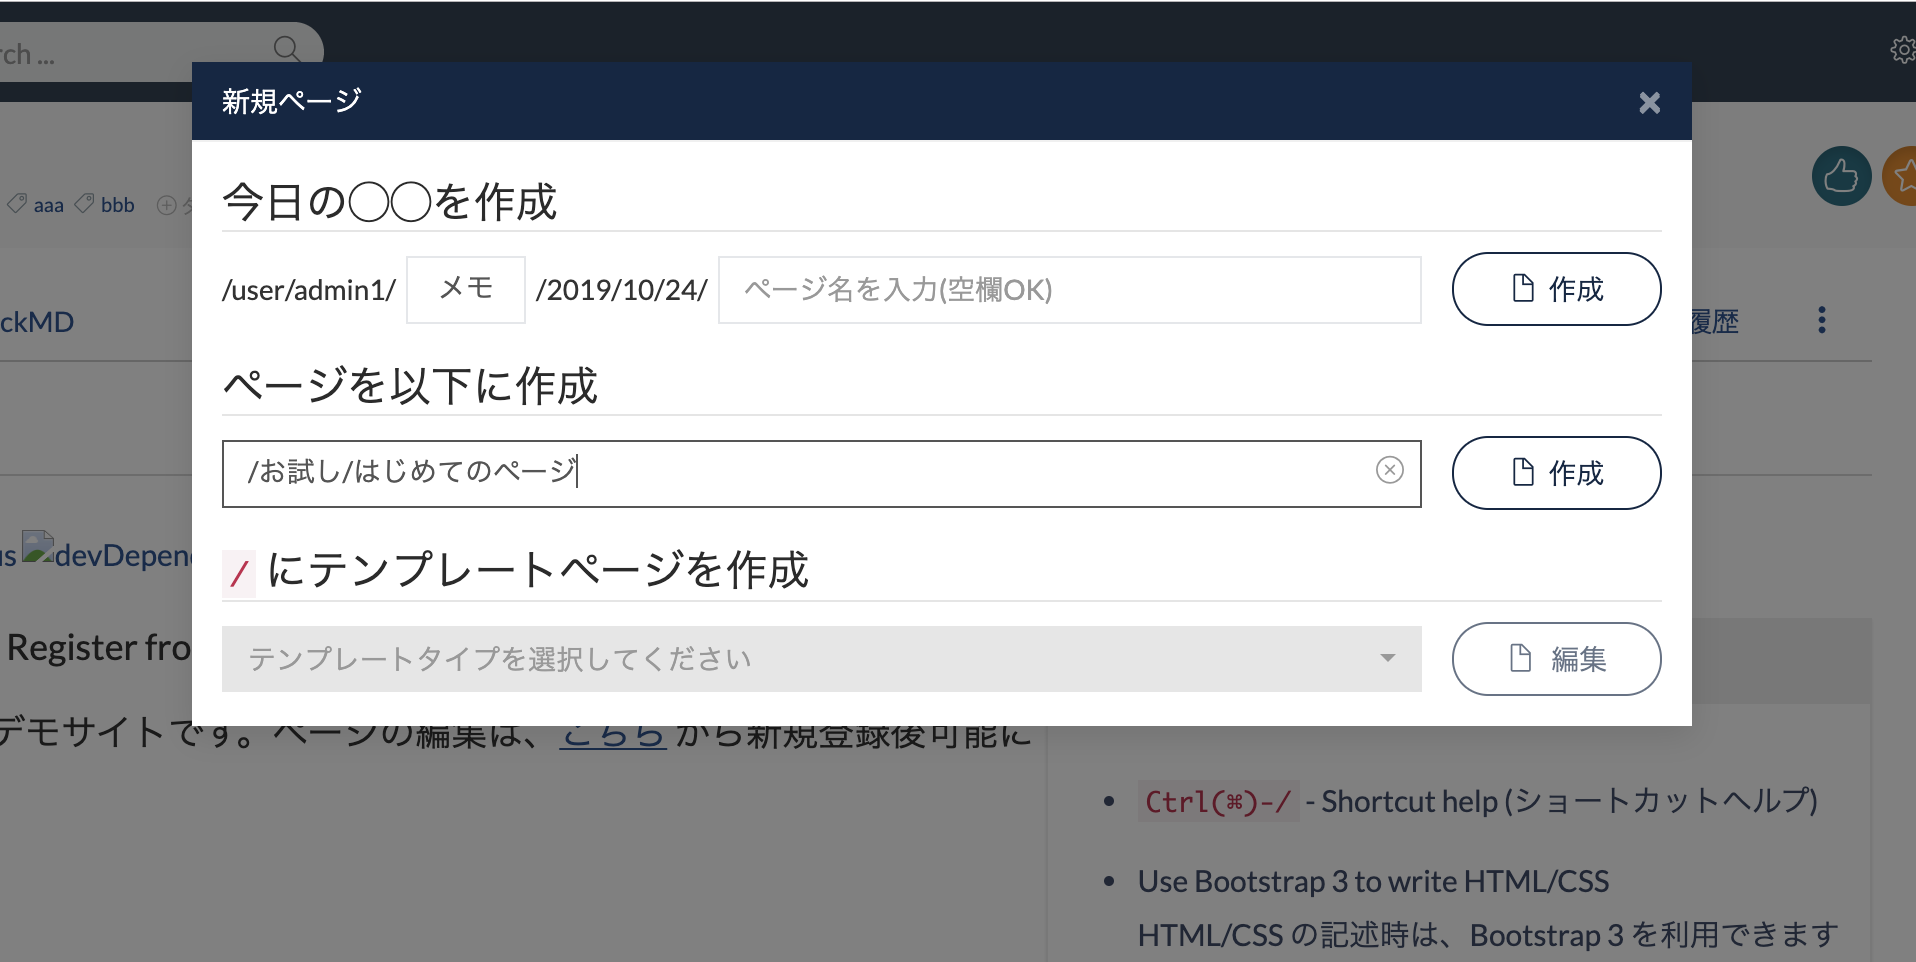 rch ...
新規ページ
今日の◯◯を作成
aaa bbb
/user/admin1/ メモ /2019/10/24/ ページ名を入力(空欄OK) 作成
ckMD
履歴
ページを以下に作成
/お試し/はじめてのページ 作成
devDepen
/ にテンプレートページを作成
Register fro
テンプレートタイプを選択してください 編集
デモサイトです。ページの編集は、こちら から新規登録後可能に
Ctrl(⌘)-/ - Shortcut help (ショートカットヘルプ)
Use Bootstrap 3 to write HTML/CSS
HTML/CSS の記述時は、Bootstrap 3 を利用できます